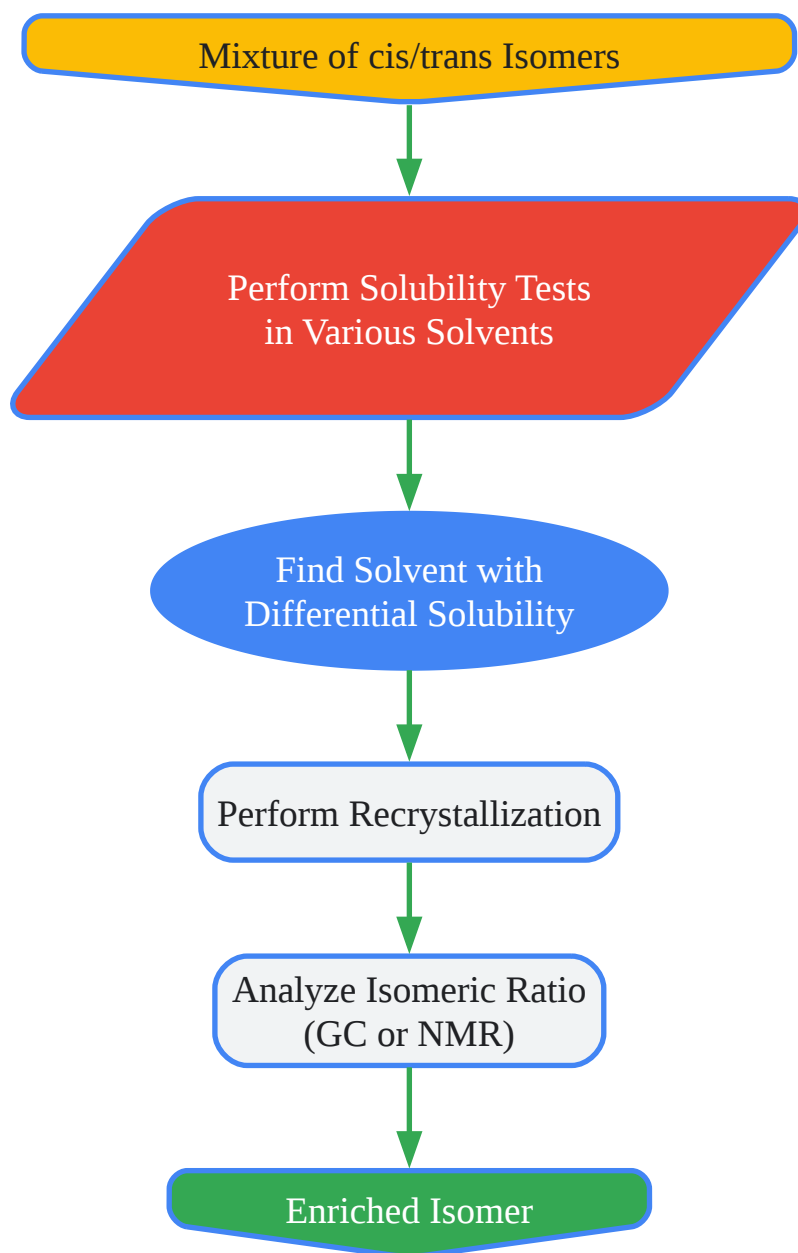 Mixture of cis/trans Isomers
Perform Solubility Tests
in Various Solvents
Find Solvent with
Differential Solubility
Perform Recrystallization
Analyze Isomeric Ratio
(GC or NMR)
Enriched Isomer